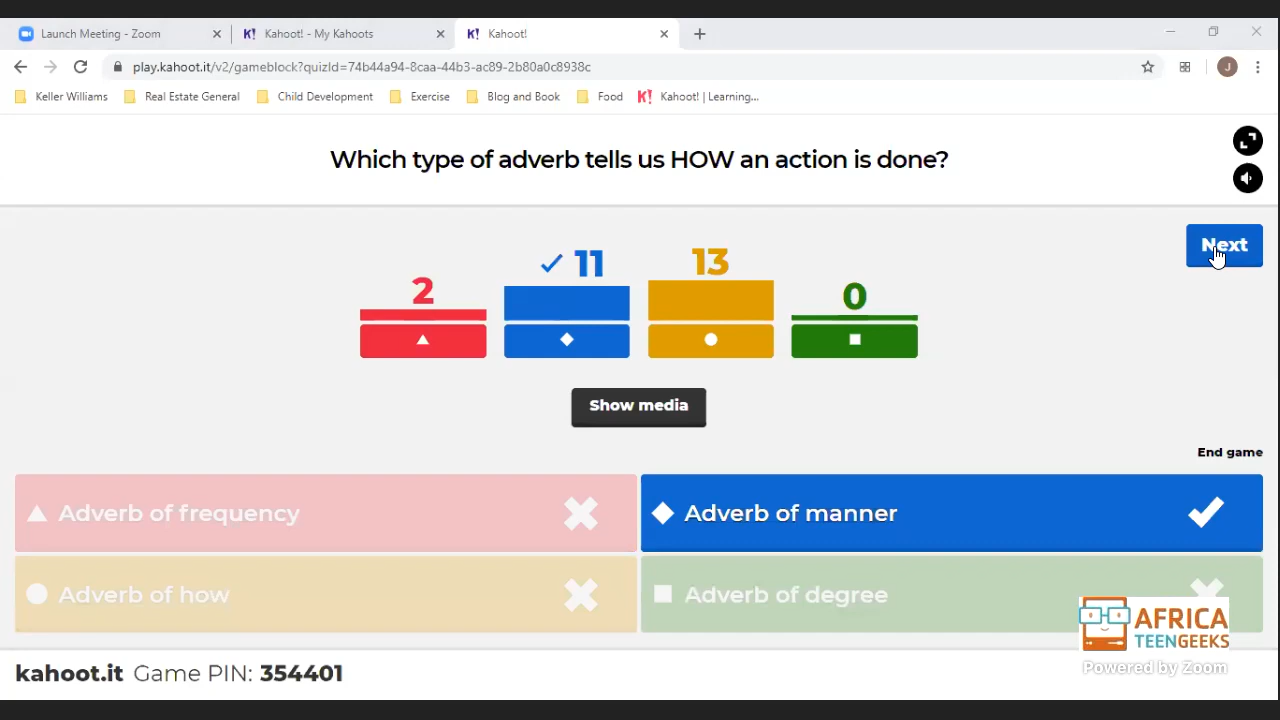 Launch Meeting - Zoom
Kahoot! - My Kahoots
Kahoot!
play.kahoot.it/v2/gameblock?quizId=74b44a94-8caa-44b3-ac89-2b80a0c8938c
J
Keller Williams
Real Estate General
Child Development
Exercise
Blog and Book
Food
Kahoot! | Learning...
Which type of adverb tells us HOW an action is done?
Next
2
11
13
0
Show media
End game
Adverb of frequency
Adverb of manner
Adverb of how
Adverb of degree
AFRICA
TEENGEEKS
Powered by Zoom
kahoot.it Game PIN: 354401